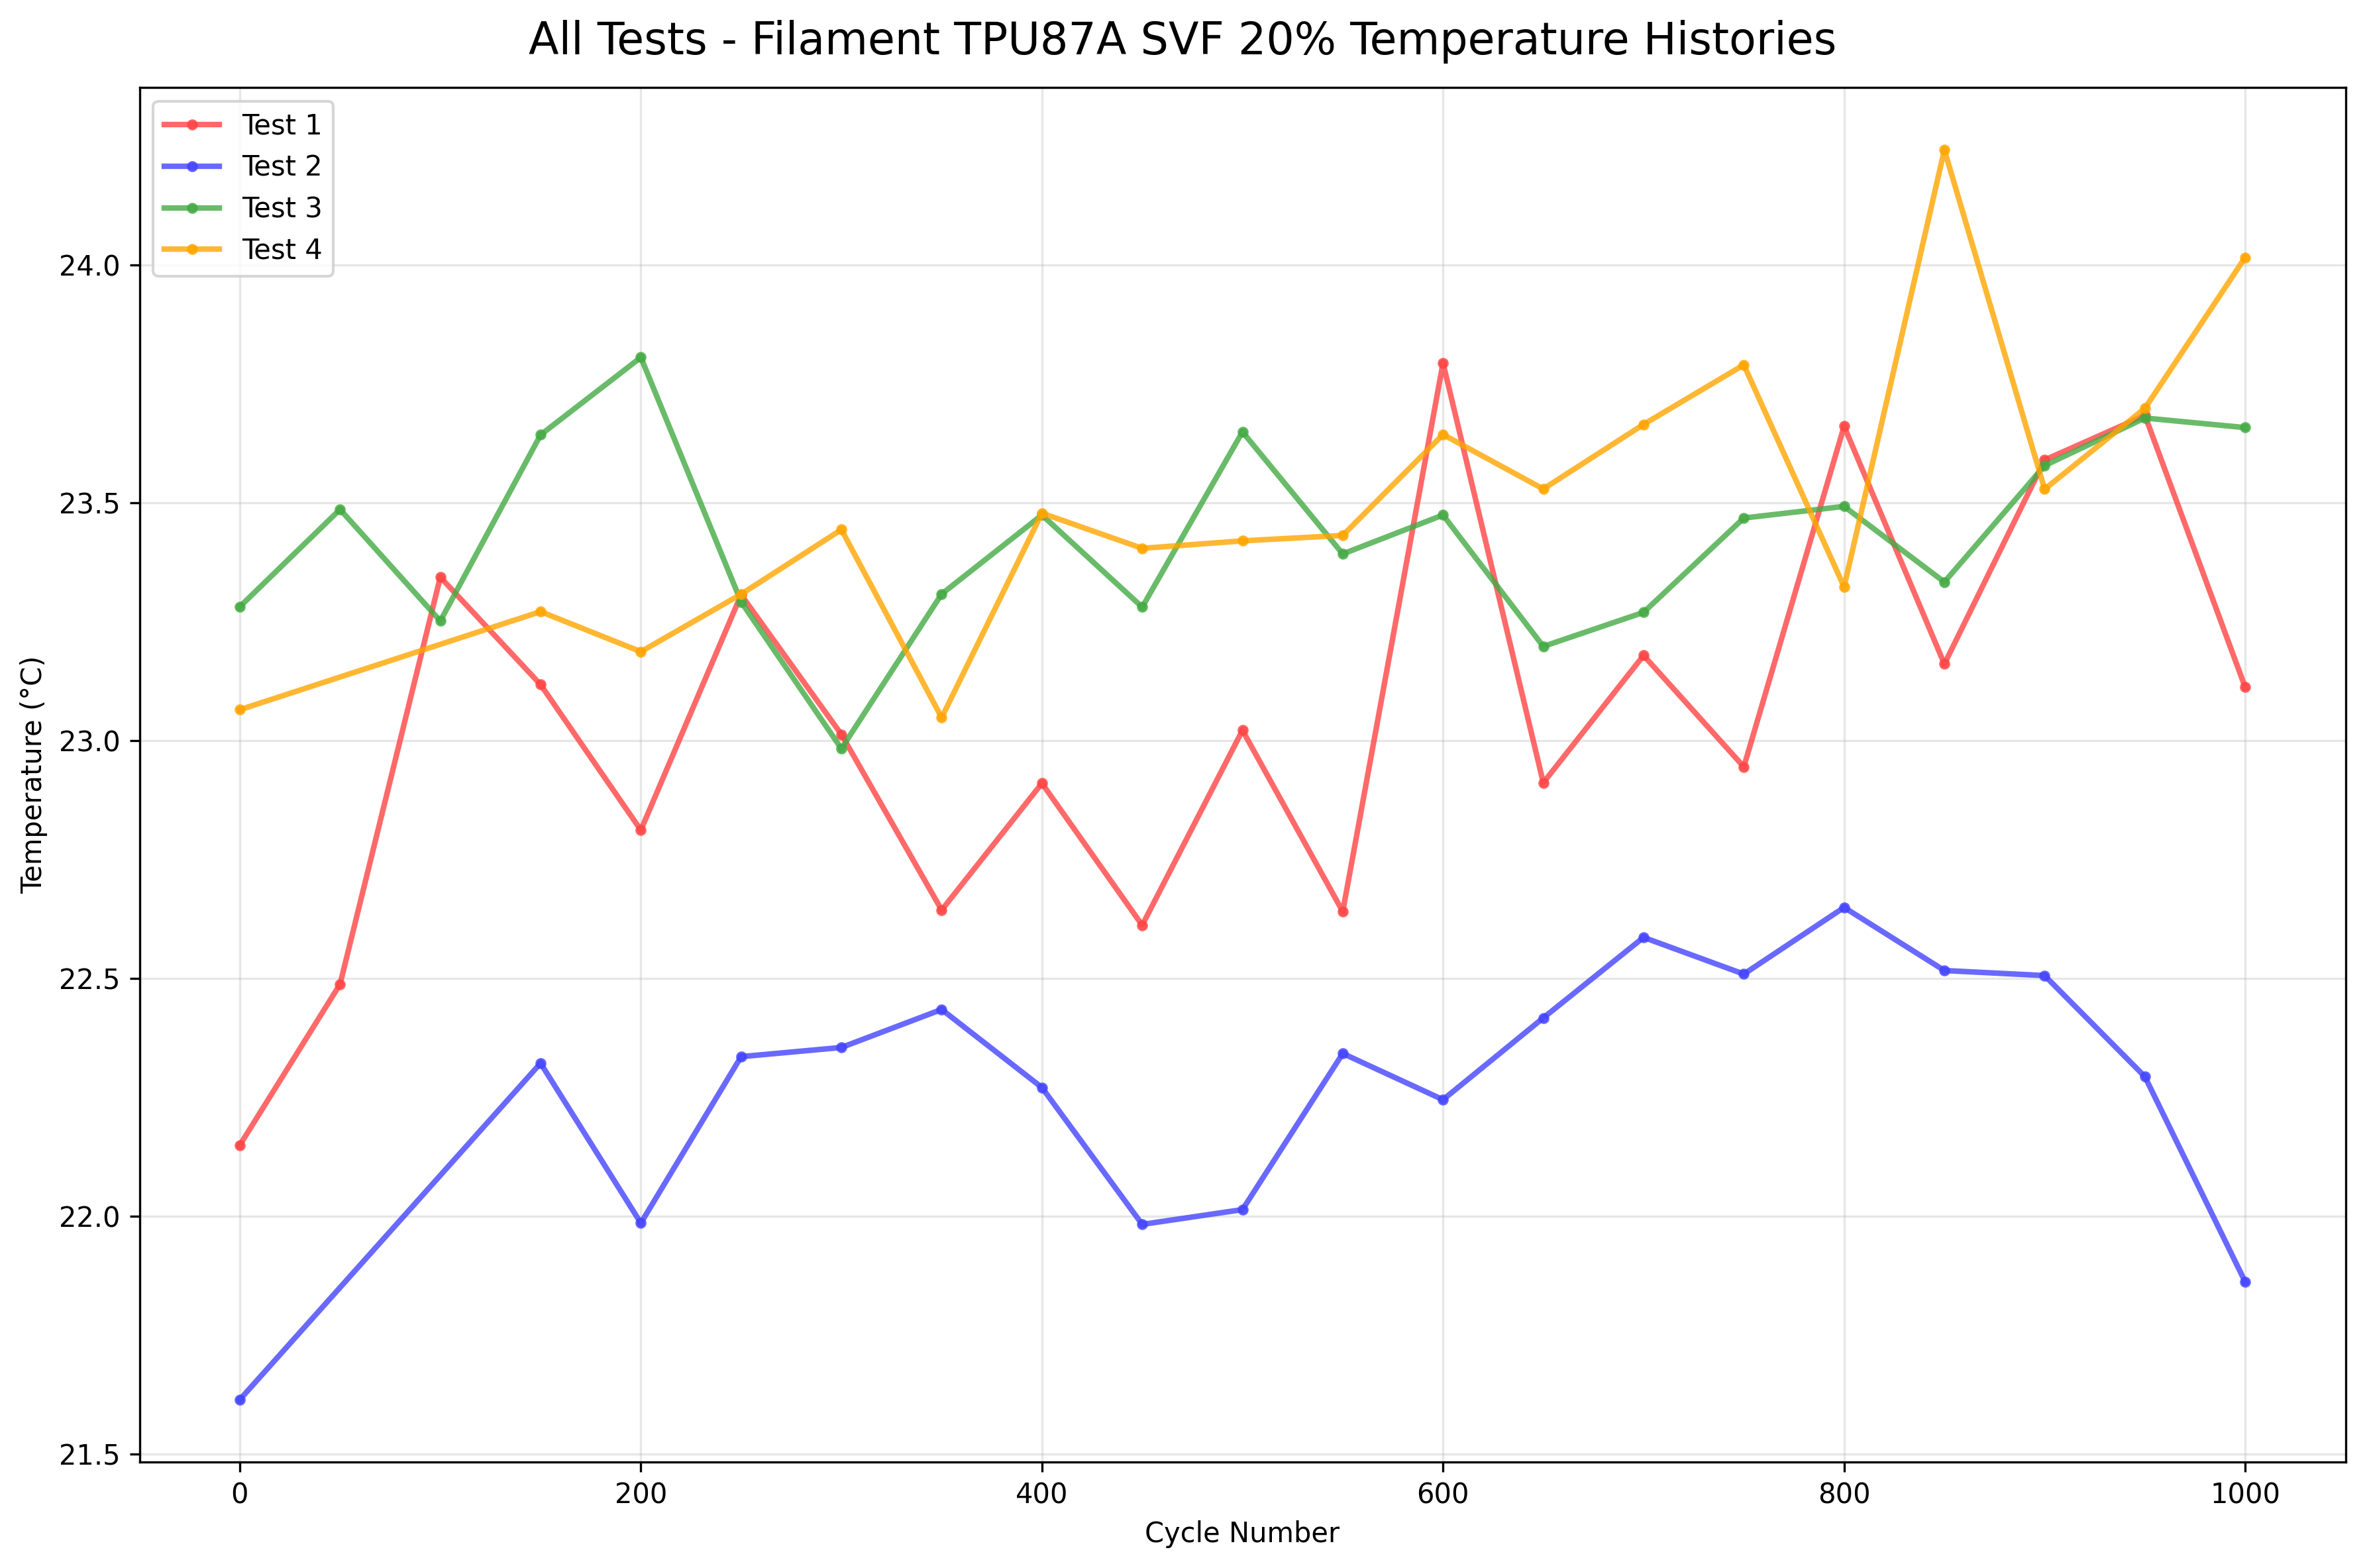 All Tests - Filament TPU87A SVF 20% Temperature Histories
Test 1
Test 2
Test 3
Test 4
24.0
23.5
23.0
22.5
22.0
21.5
Temperature (°C)
0 200 400 600 800 1000
Cycle Number